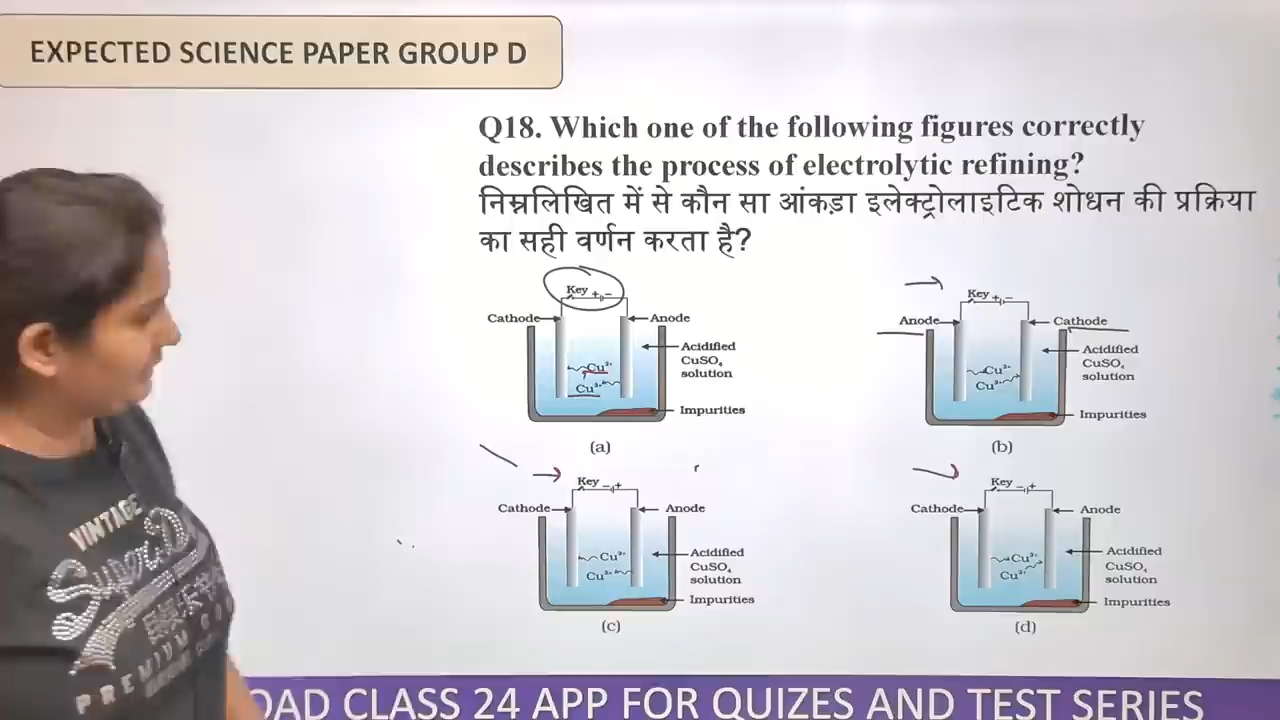 EXPECTED SCIENCE PAPER GROUP D
Q18. Which one of the following figures correctly
describes the process of electrolytic refining?
निम्नलिखित में से कौन सा आंकड़ा इलेक्ट्रोलाइटिक शोधन की प्रक्रिया
का सही वर्णन करता है?
Key + −
Cathode
Anode
Acidified
CuSO₄
solution
Cu²⁺
Cu²⁺
Impurities
(a)
Key + −
Anode
Cathode
Acidified
CuSO₄
solution
Cu²⁺
Cu²⁺
Impurities
(b)
Key − +
Cathode
Anode
Acidified
CuSO₄
solution
Cu²⁺
Cu²⁺
Impurities
(c)
Key − +
Cathode
Anode
Acidified
CuSO₄
solution
Cu²⁺
Cu²⁺
Impurities
(d)
VINTAGE
PREMIUM
OAD CLASS 24 APP FOR QUIZES AND TEST SERIES